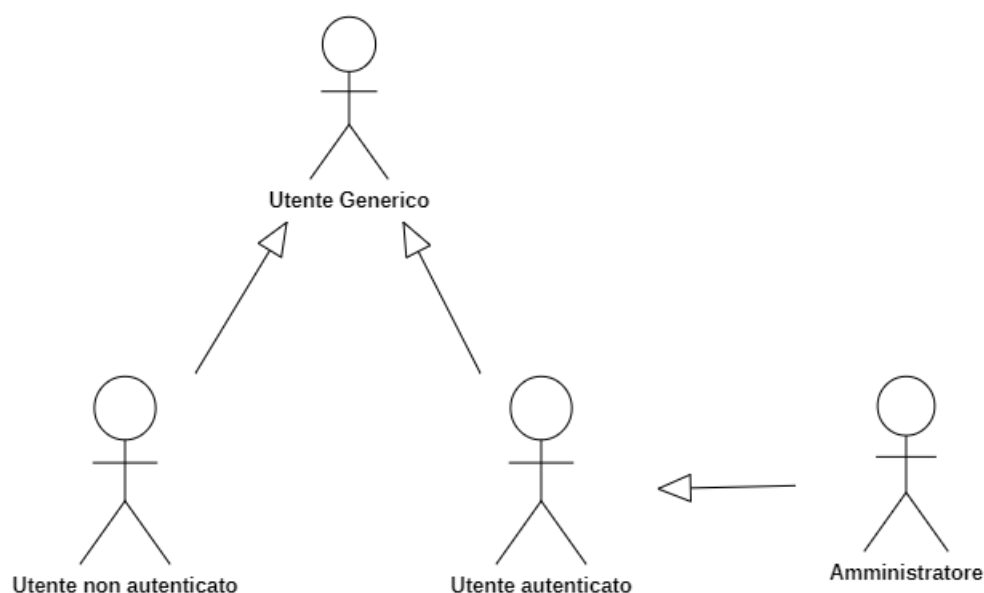 Utente Generico
Utente non autenticato
Utente autenticato
Amministratore